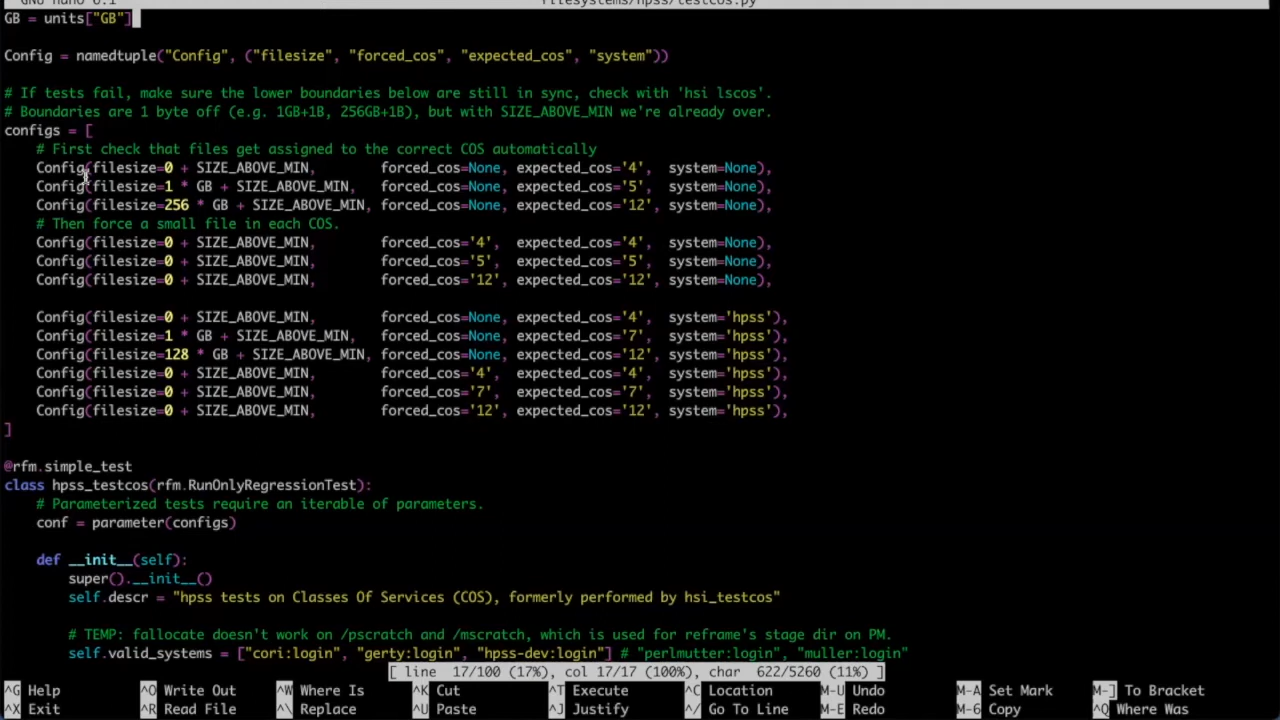 GNU nano 6.1 filesystems/hpss/testcos.py
GB = units["GB"]
Config = namedtuple("Config", ("filesize", "forced_cos", "expected_cos", "system"))
# If tests fail, make sure the lower boundaries below are still in sync, check with 'hsi lscos'.
# Boundaries are 1 byte off (e.g. 1GB+1B, 256GB+1B), but with SIZE_ABOVE_MIN we're already over.
configs = [
# First check that files get assigned to the correct COS automatically
Config(filesize=0 + SIZE_ABOVE_MIN, forced_cos=None, expected_cos='4', system=None),
Config(filesize=1 * GB + SIZE_ABOVE_MIN, forced_cos=None, expected_cos='5', system=None),
Config(filesize=256 * GB + SIZE_ABOVE_MIN, forced_cos=None, expected_cos='12', system=None),
# Then force a small file in each COS.
Config(filesize=0 + SIZE_ABOVE_MIN, forced_cos='4', expected_cos='4', system=None),
Config(filesize=0 + SIZE_ABOVE_MIN, forced_cos='5', expected_cos='5', system=None),
Config(filesize=0 + SIZE_ABOVE_MIN, forced_cos='12', expected_cos='12', system=None),
Config(filesize=0 + SIZE_ABOVE_MIN, forced_cos=None, expected_cos='4', system='hpss'),
Config(filesize=1 * GB + SIZE_ABOVE_MIN, forced_cos=None, expected_cos='7', system='hpss'),
Config(filesize=128 * GB + SIZE_ABOVE_MIN, forced_cos=None, expected_cos='12', system='hpss'),
Config(filesize=0 + SIZE_ABOVE_MIN, forced_cos='4', expected_cos='4', system='hpss'),
Config(filesize=0 + SIZE_ABOVE_MIN, forced_cos='7', expected_cos='7', system='hpss'),
Config(filesize=0 + SIZE_ABOVE_MIN, forced_cos='12', expected_cos='12', system='hpss'),
]
@rfm.simple_test
class hpss_testcos(rfm.RunOnlyRegressionTest):
# Parameterized tests require an iterable of parameters.
conf = parameter(configs)
def __init__(self):
super().__init__()
self.descr = "hpss tests on Classes Of Services (COS), formerly performed by hsi_testcos"
# TEMP: fallocate doesn't work on /pscratch and /mscratch, which is used for reframe's stage dir on PM.
self.valid_systems = ["cori:login", "gerty:login", "hpss-dev:login"] # "perlmutter:login", "muller:login"
[ line 17/100 (17%), col 17/17 (100%), char 622/5260 (11%) ]
^G Help ^O Write Out ^W Where Is ^K Cut ^T Execute ^C Location M-U Undo M-A Set Mark M-] To Bracket
^X Exit ^R Read File ^\ Replace ^U Paste ^J Justify ^/ Go To Line M-E Redo M-6 Copy ^Q Where Was